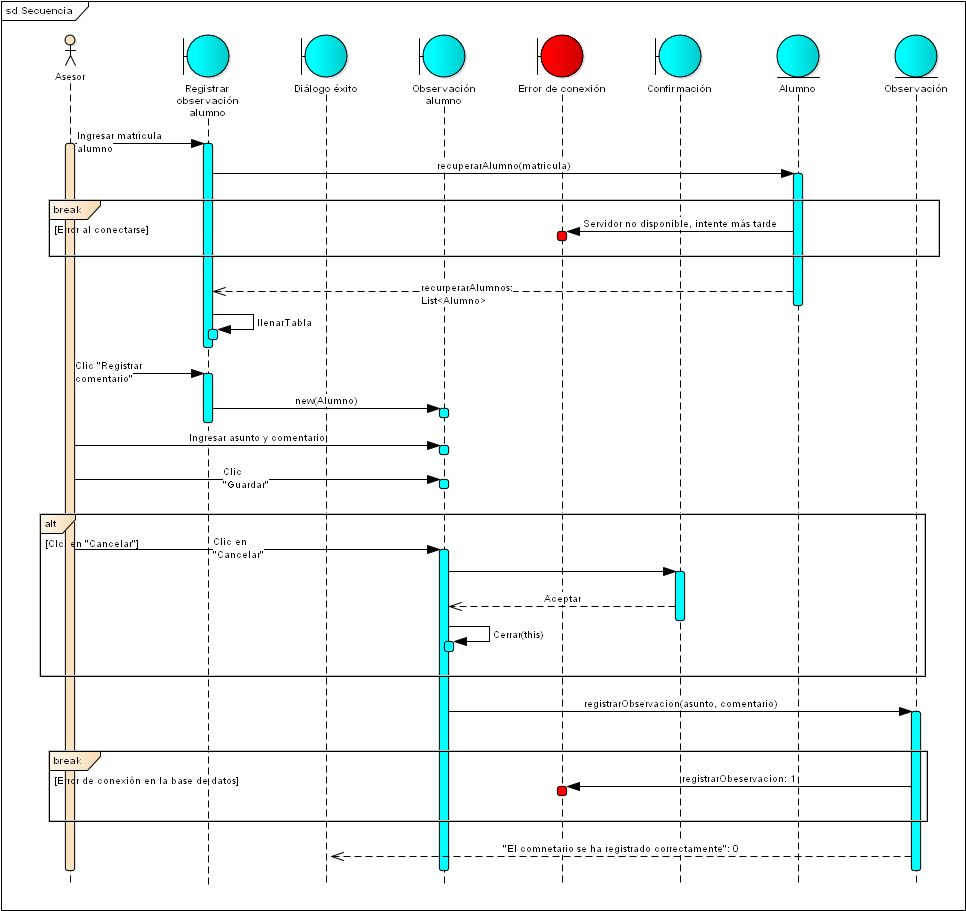 sd Secuencia
Asesor
Registrar
observación
alumno
Diálogo éxito
Observación
alumno
Error de conexión
Confirmación
Alumno
Observación
Ingresar matrícula
alumno
recuperarAlumno(matricula)
break
[Error al conectarse]
Servidor no disponible, intente más tarde
recurperarAlumnos:
List<Alumno>
llenarTabla
Clic "Registrar
comentario"
new(Alumno)
Ingresar asunto y comentario
Clic
"Guardar"
alt
[Clci en "Cancelar"]
Clic en
"Cancelar"
Aceptar
Cerrar(this)
registrarObservacion(asunto, comentario)
break
[Error de conexión en la base de datos]
registrarObeservacion: 1
"El comnetario se ha registrado correctamente": 0